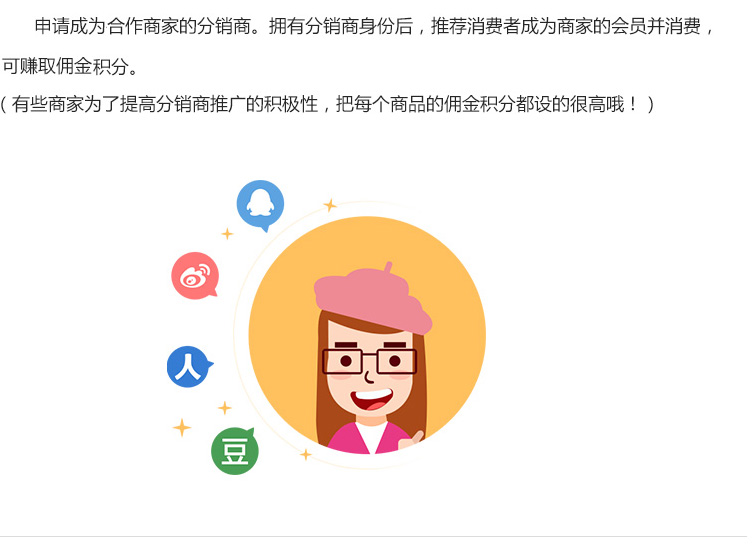 申请成为合作商家的分销商。拥有分销商身份后，推荐消费者成为商家的会员并消费，
可赚取佣金积分。
（有些商家为了提高分销商推广的积极性，把每个商品的佣金积分都设的很高哦！）
人
豆